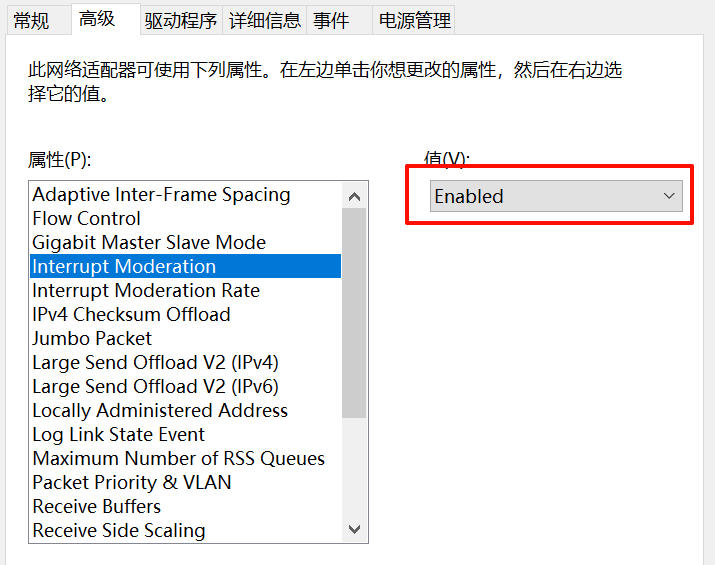 常规 高级 驱动程序 详细信息 事件 电源管理
此网络适配器可使用下列属性。在左边单击你想更改的属性，然后在右边选
择它的值。
属性(P):
值(V):
Enabled
Adaptive Inter-Frame Spacing
Flow Control
Gigabit Master Slave Mode
Interrupt Moderation
Interrupt Moderation Rate
IPv4 Checksum Offload
Jumbo Packet
Large Send Offload V2 (IPv4)
Large Send Offload V2 (IPv6)
Locally Administered Address
Log Link State Event
Maximum Number of RSS Queues
Packet Priority & VLAN
Receive Buffers
Receive Side Scaling